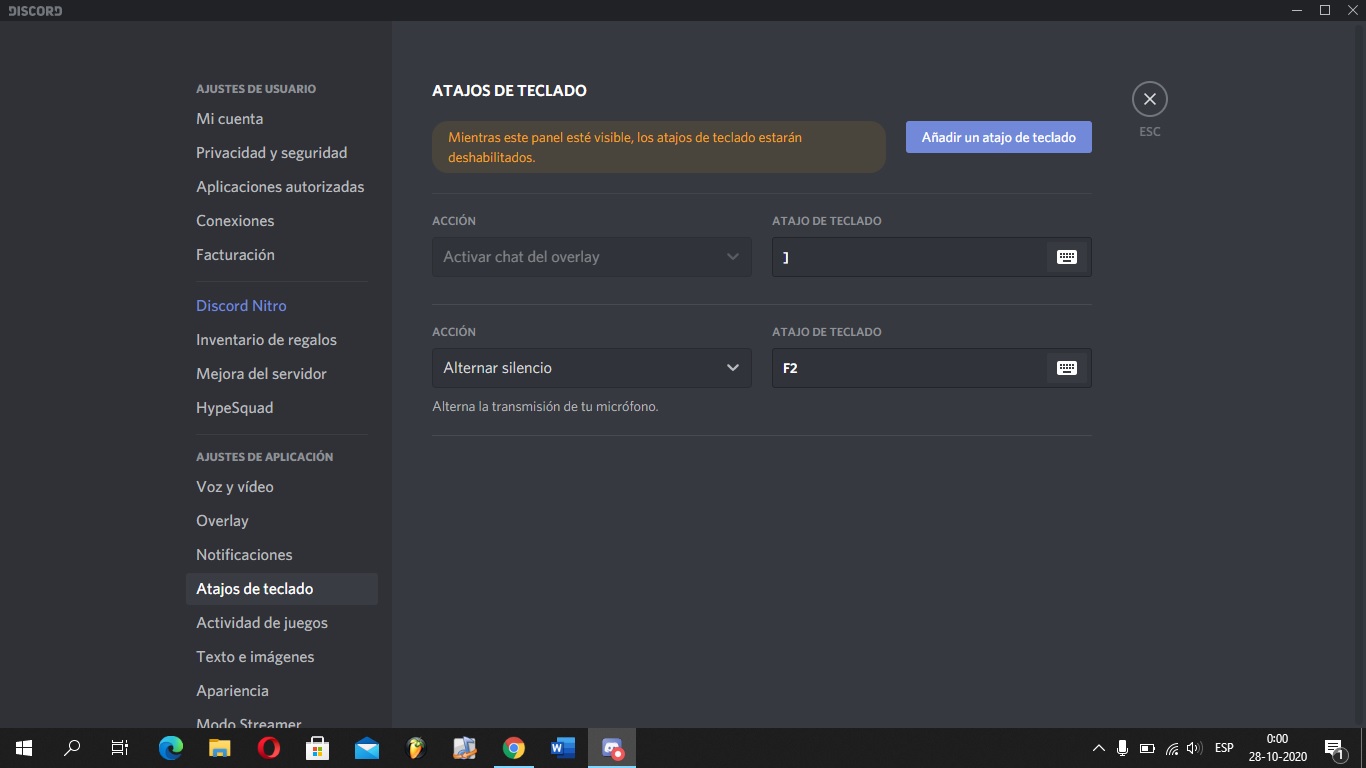 DISCORD
AJUSTES DE USUARIO
Mi cuenta
Privacidad y seguridad
Aplicaciones autorizadas
Conexiones
Facturación
Discord Nitro
Inventario de regalos
Mejora del servidor
HypeSquad
AJUSTES DE APLICACIÓN
Voz y vídeo
Overlay
Notificaciones
Atajos de teclado
Actividad de juegos
Texto e imágenes
Apariencia
Modo Streamer
ATAJOS DE TECLADO
Mientras este panel esté visible, los atajos de teclado estarán
deshabilitados.
Añadir un atajo de teclado
ESC
ACCIÓN
ATAJO DE TECLADO
Activar chat del overlay
]
ACCIÓN
ATAJO DE TECLADO
Alternar silencio
F2
Alterna la transmisión de tu micrófono.
ESP
0:00
28-10-2020
1